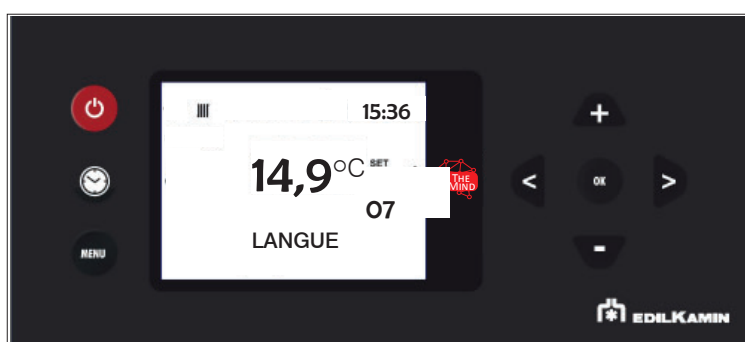 15:36
14,9°C SET
07
LANGUE
THE MIND
MENU
+
< OK >
-
EDILKAMIN